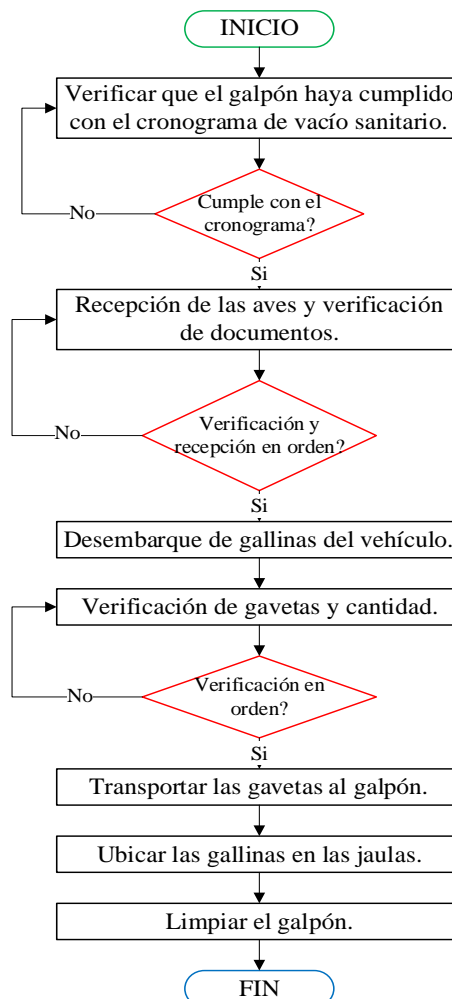 INICIO
Verificar que el galpón haya cumplido
con el cronograma de vacío sanitario.
Cumple con el
cronograma?
No
Si
Recepción de las aves y verificación
de documentos.
Verificación y
recepción en orden?
No
Si
Desembarque de gallinas del vehículo.
Verificación de gavetas y cantidad.
Verificación en
orden?
No
Si
Transportar las gavetas al galpón.
Ubicar las gallinas en las jaulas.
Limpiar el galpón.
FIN